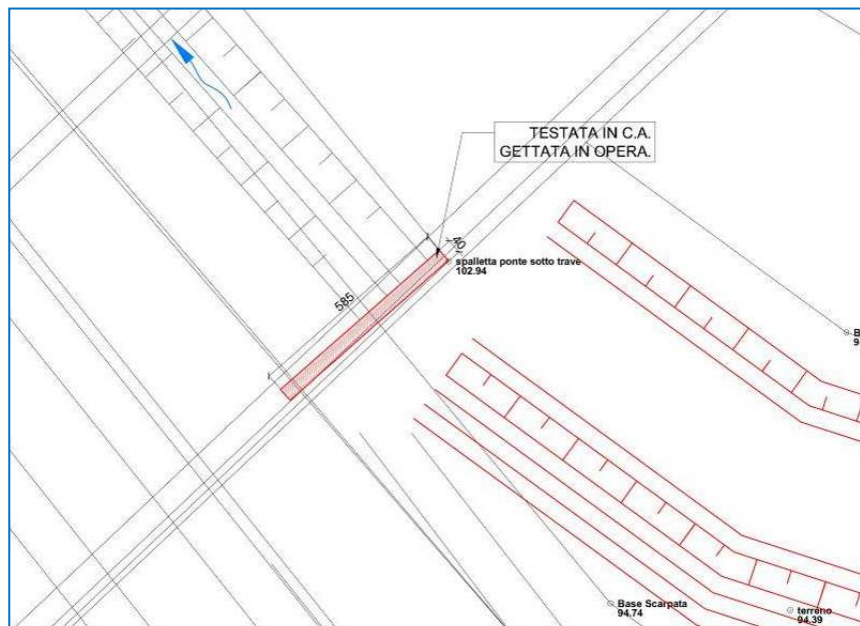 TESTATA IN C.A.
GETTATA IN OPERA.
40
spalletta ponte sotto trave
102.94
585
B
9
Base Scarpata
94.74
terreno
94.39